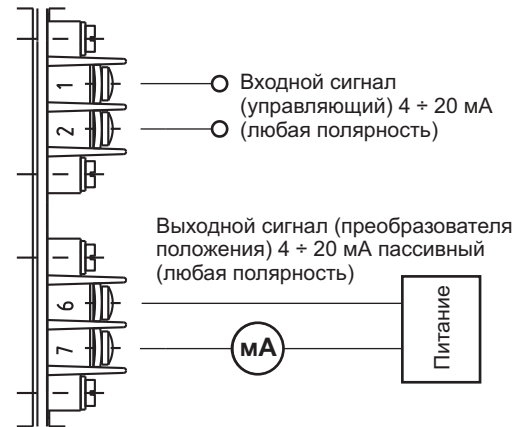 1
2
Входной сигнал
(управляющий) 4 ÷ 20 мА
(любая полярность)
Выходной сигнал (преобразователя
положения) 4 ÷ 20 мА пассивный
(любая полярность)
6
7
мА
Питание